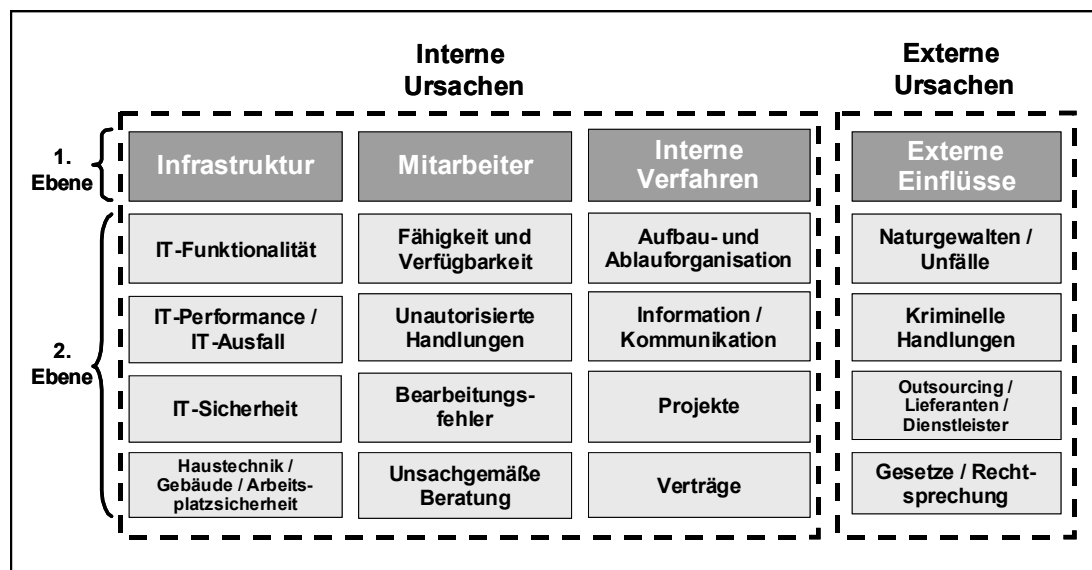 Interne
Ursachen
Externe
Ursachen
1.
Ebene
Infrastruktur
Mitarbeiter
Interne
Verfahren
Externe
Einflüsse
2.
Ebene
IT-Funktionalität
Fähigkeit und
Verfügbarkeit
Aufbau- und
Ablauforganisation
Naturgewalten /
Unfälle
IT-Performance /
IT-Ausfall
Unautorisierte
Handlungen
Information /
Kommunikation
Kriminelle
Handlungen
IT-Sicherheit
Bearbeitungs-
fehler
Projekte
Outsourcing /
Lieferanten /
Dienstleister
Haustechnik /
Gebäude / Arbeits-
platzsicherheit
Unsachgemäße
Beratung
Verträge
Gesetze / Recht-
sprechung